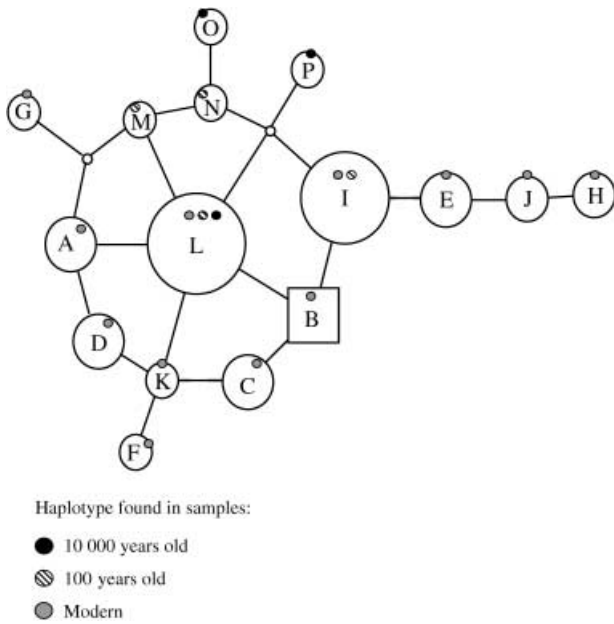 O
P
G
M
N
I
E
J
H
A
L
B
D
K
C
F
Haplotype found in samples:
10 000 years old
100 years old
Modern